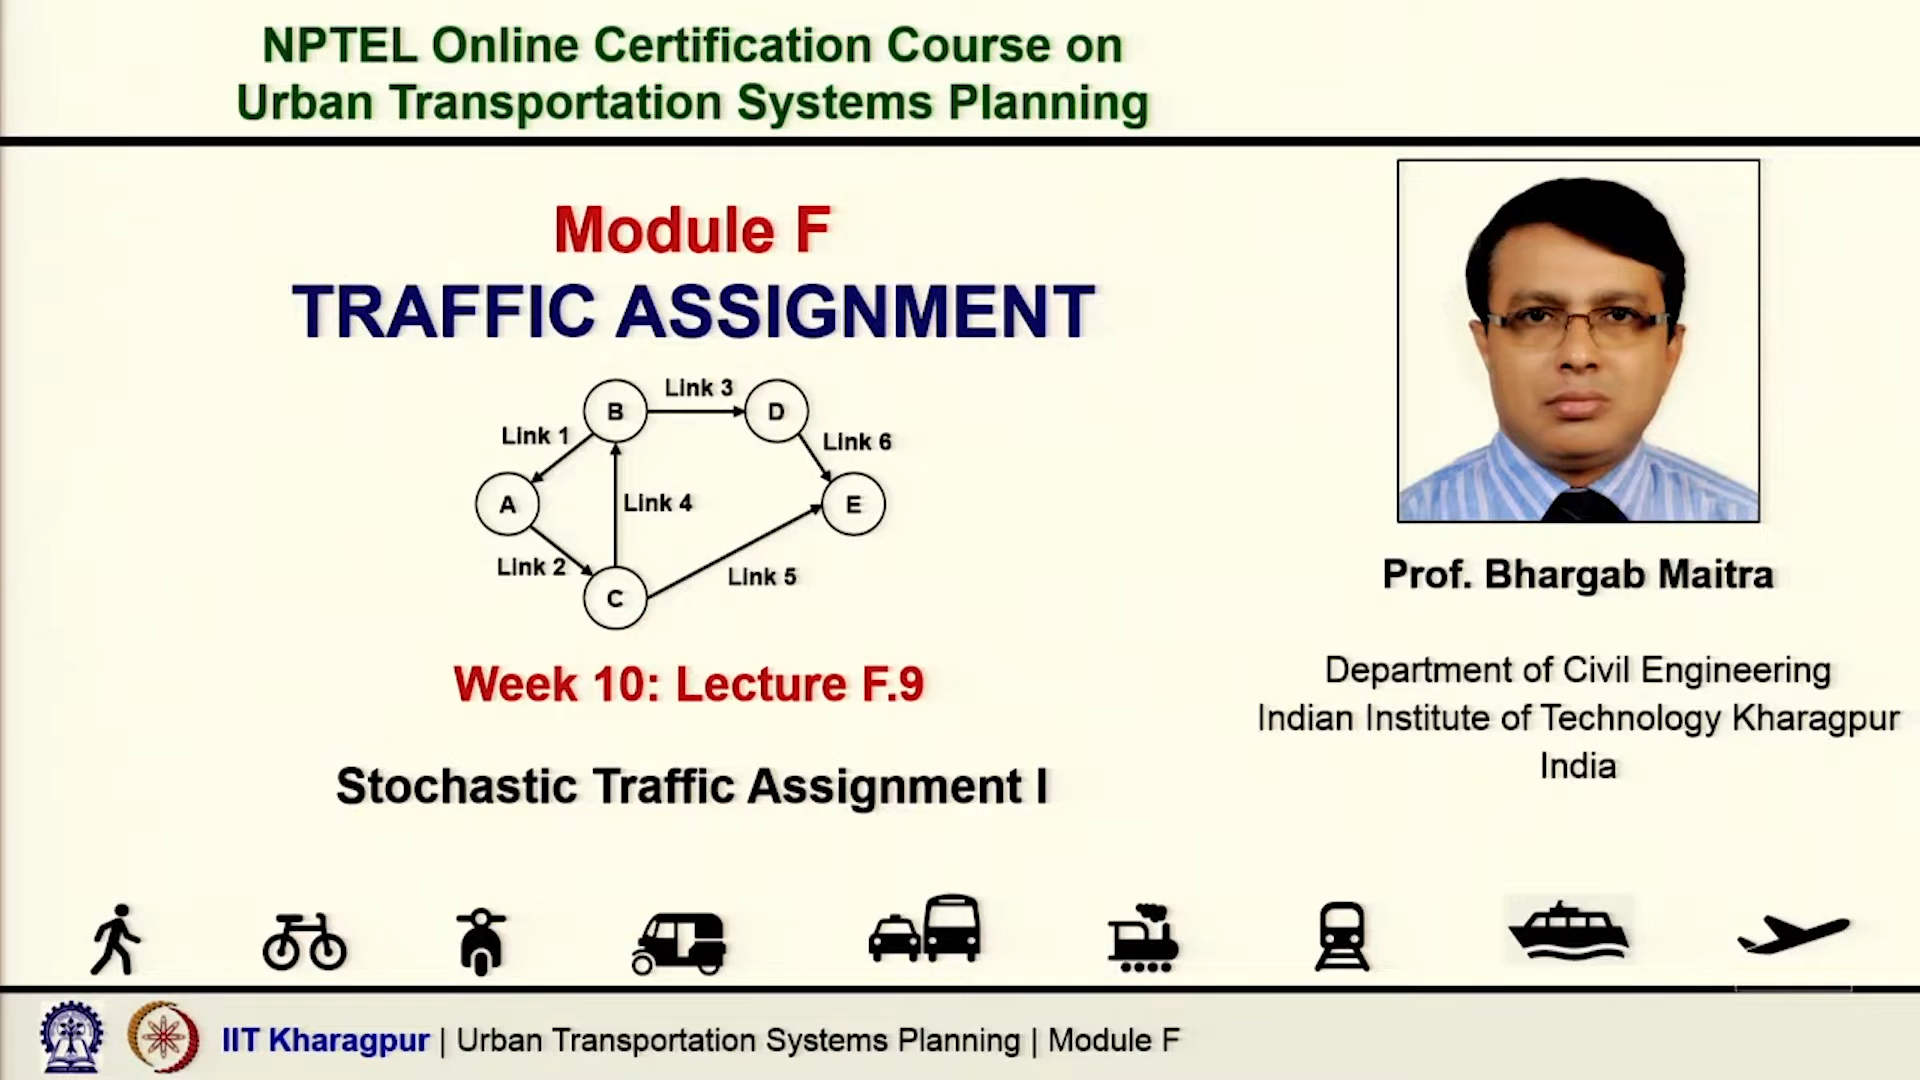 NPTEL Online Certification Course on
Urban Transportation Systems Planning
Module F
TRAFFIC ASSIGNMENT
Link 3
B
D
Link 1
Link 6
A
Link 4
E
Link 2
Link 5
C
Week 10: Lecture F.9
Stochastic Traffic Assignment I
Prof. Bhargab Maitra
Department of Civil Engineering
Indian Institute of Technology Kharagpur
India
IIT Kharagpur | Urban Transportation Systems Planning | Module F